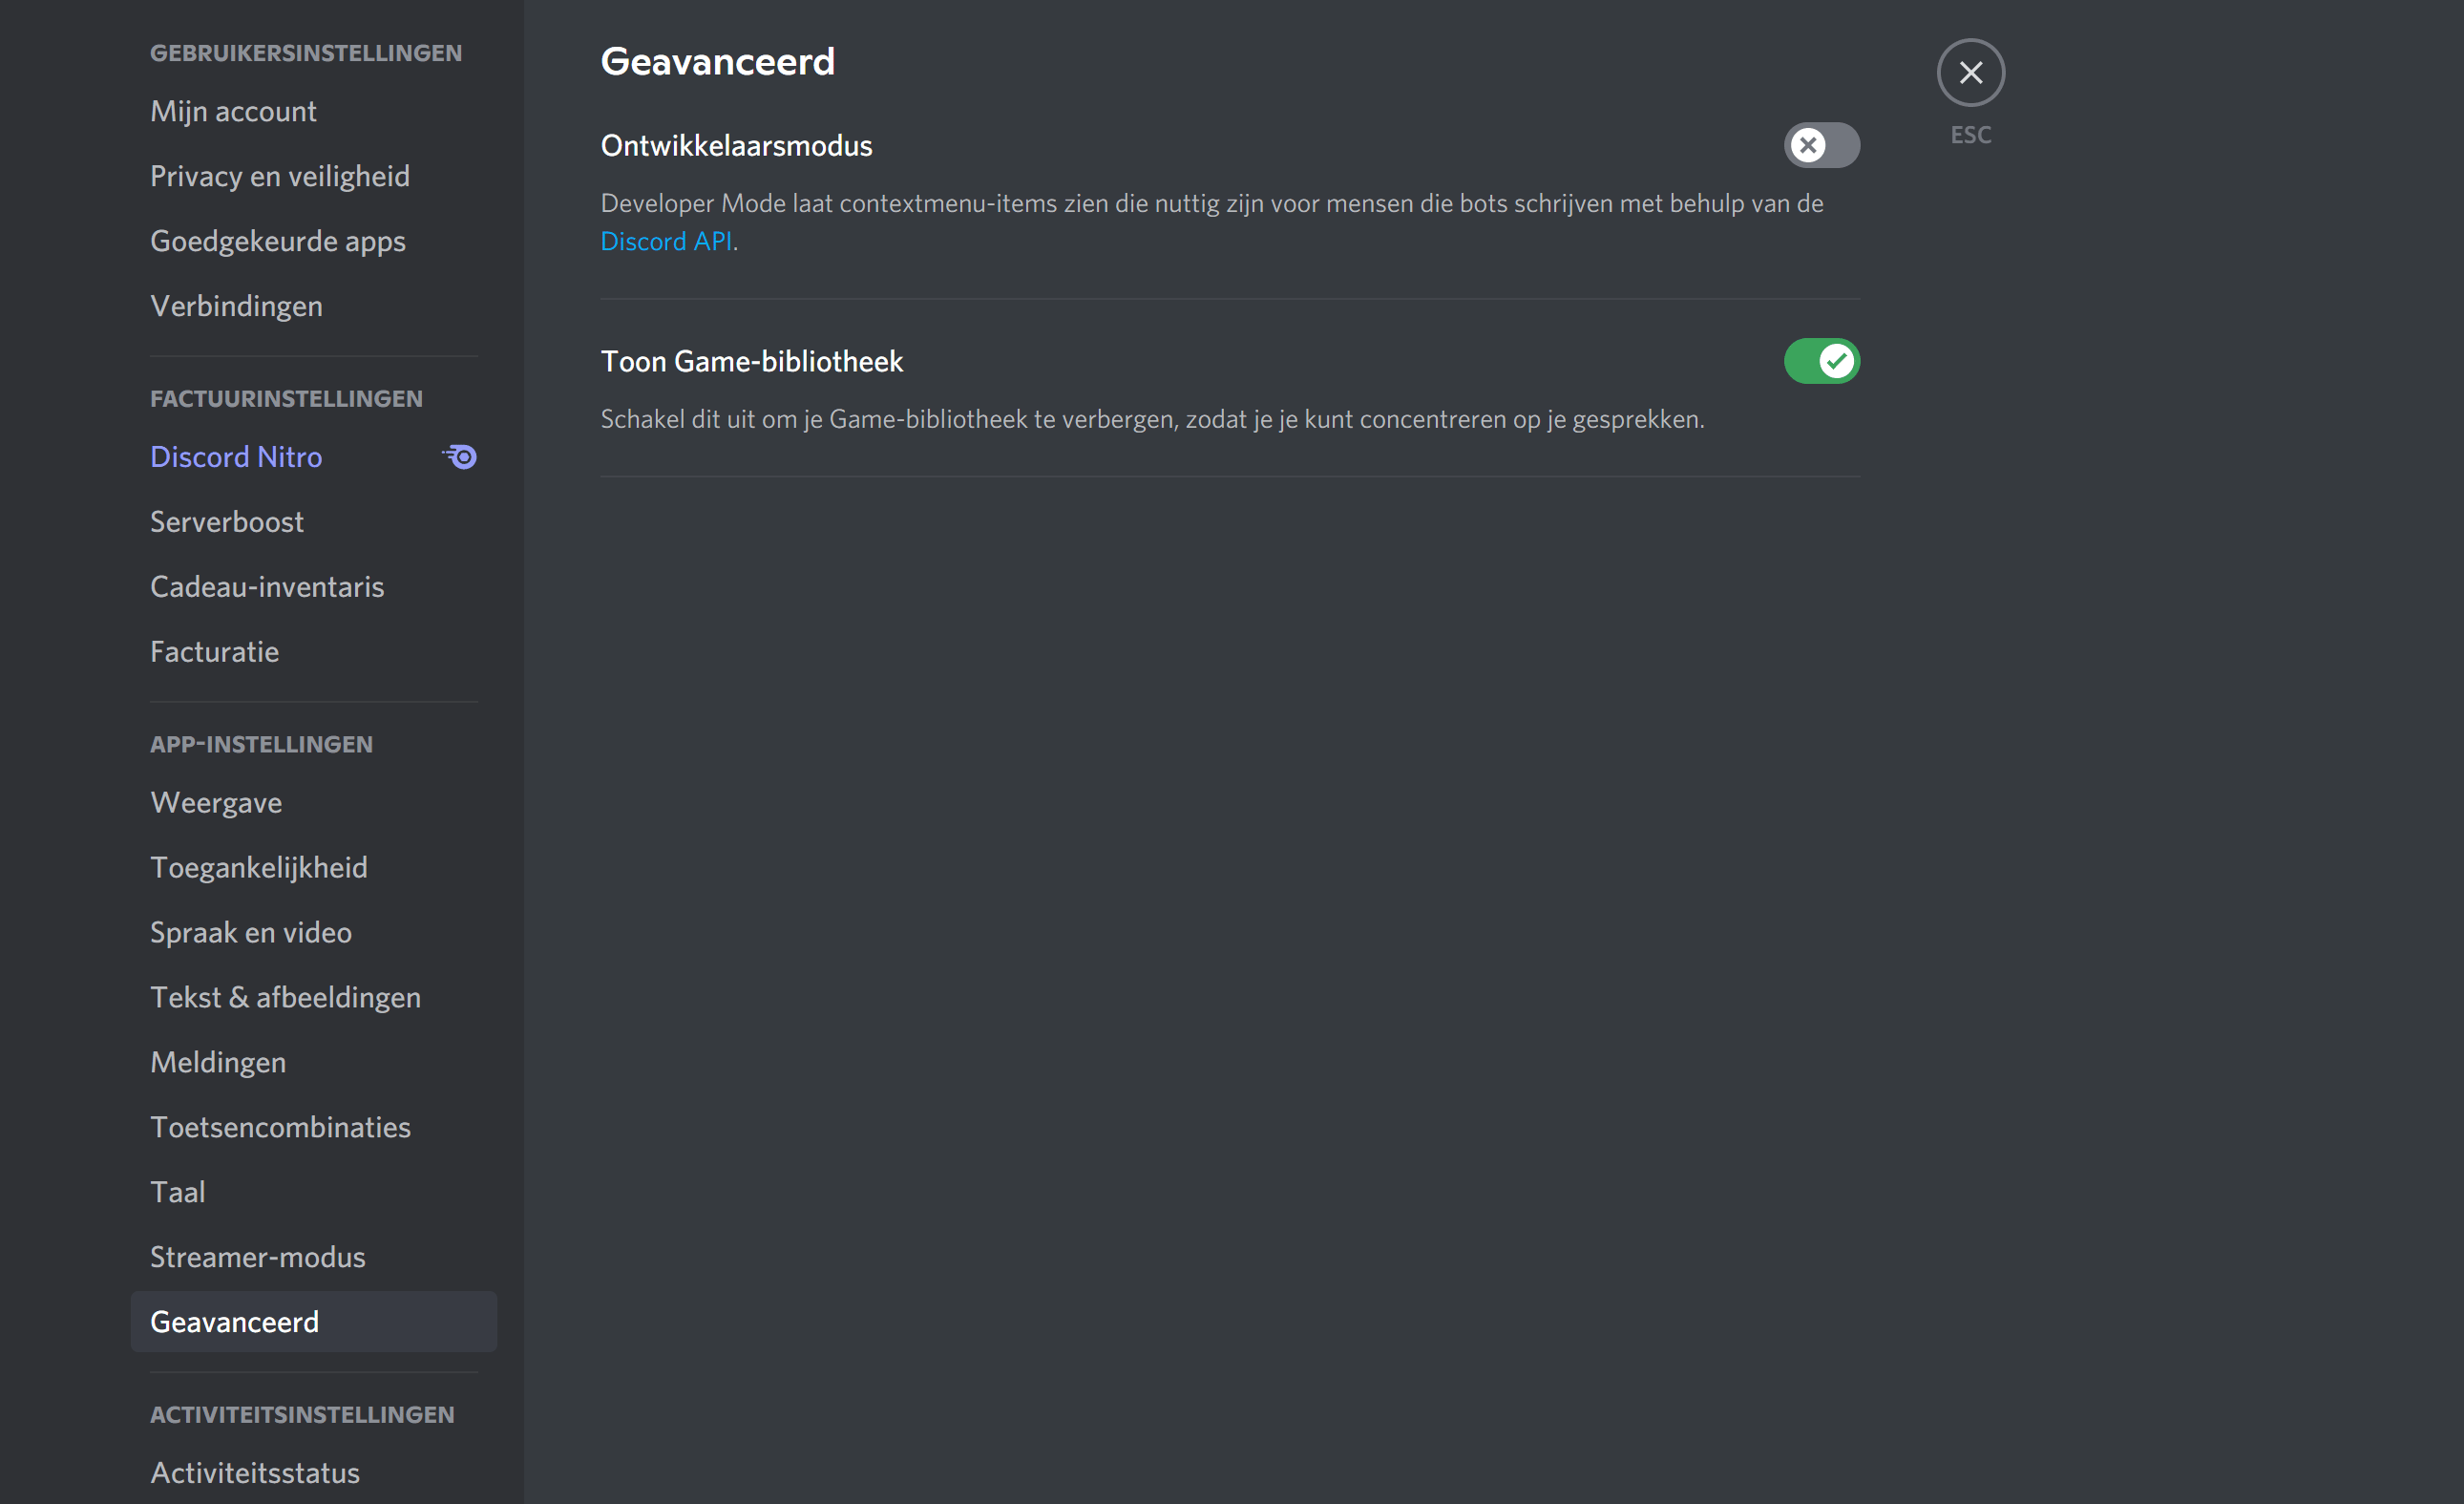 GEBRUIKERSINSTELLINGEN
Mijn account
Privacy en veiligheid
Goedgekeurde apps
Verbindingen
FACTUURINSTELLINGEN
Discord Nitro
Serverboost
Cadeau-inventaris
Facturatie
APP-INSTELLINGEN
Weergave
Toegankelijkheid
Spraak en video
Tekst & afbeeldingen
Meldingen
Toetsencombinaties
Taal
Streamer-modus
Geavanceerd
ACTIVITEITSINSTELLINGEN
Activiteitsstatus
Geavanceerd
Ontwikkelaarsmodus
Developer Mode laat contextmenu-items zien die nuttig zijn voor mensen die bots schrijven met behulp van de
Discord API.
Toon Game-bibliotheek
Schakel dit uit om je Game-bibliotheek te verbergen, zodat je je kunt concentreren op je gesprekken.
ESC